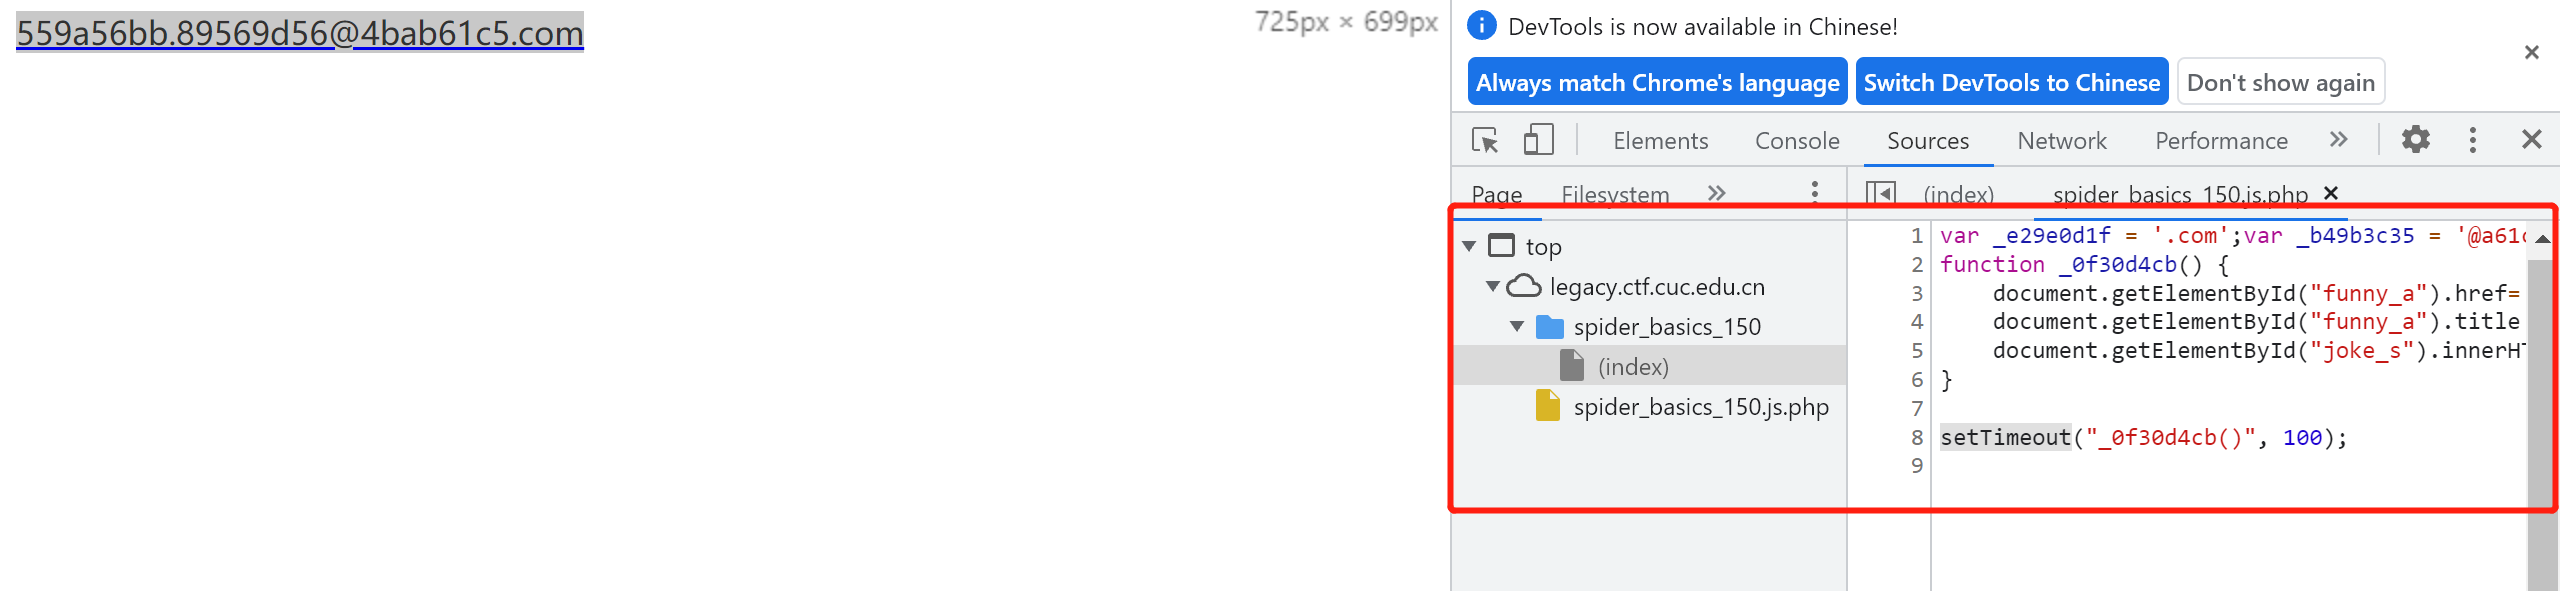 559a56bb.89569d56@4bab61c5.com
725px × 699px
DevTools is now available in Chinese!
Always match Chrome's language
Switch DevTools to Chinese
Don't show again
Elements
Console
Sources
Network
Performance
Page
Filesystem
(index)
spider_basics_150.js.php
top
legacy.ctf.cuc.edu.cn
spider_basics_150
(index)
spider_basics_150.js.php
1 var _e29e0d1f = '.com';var _b49b3c35 = '@a61
2 function _0f30d4cb() {
3 document.getElementById("funny_a").href=
4 document.getElementById("funny_a").title
5 document.getElementById("joke_s").innerH
6 }
7
8 setTimeout("_0f30d4cb()", 100);
9